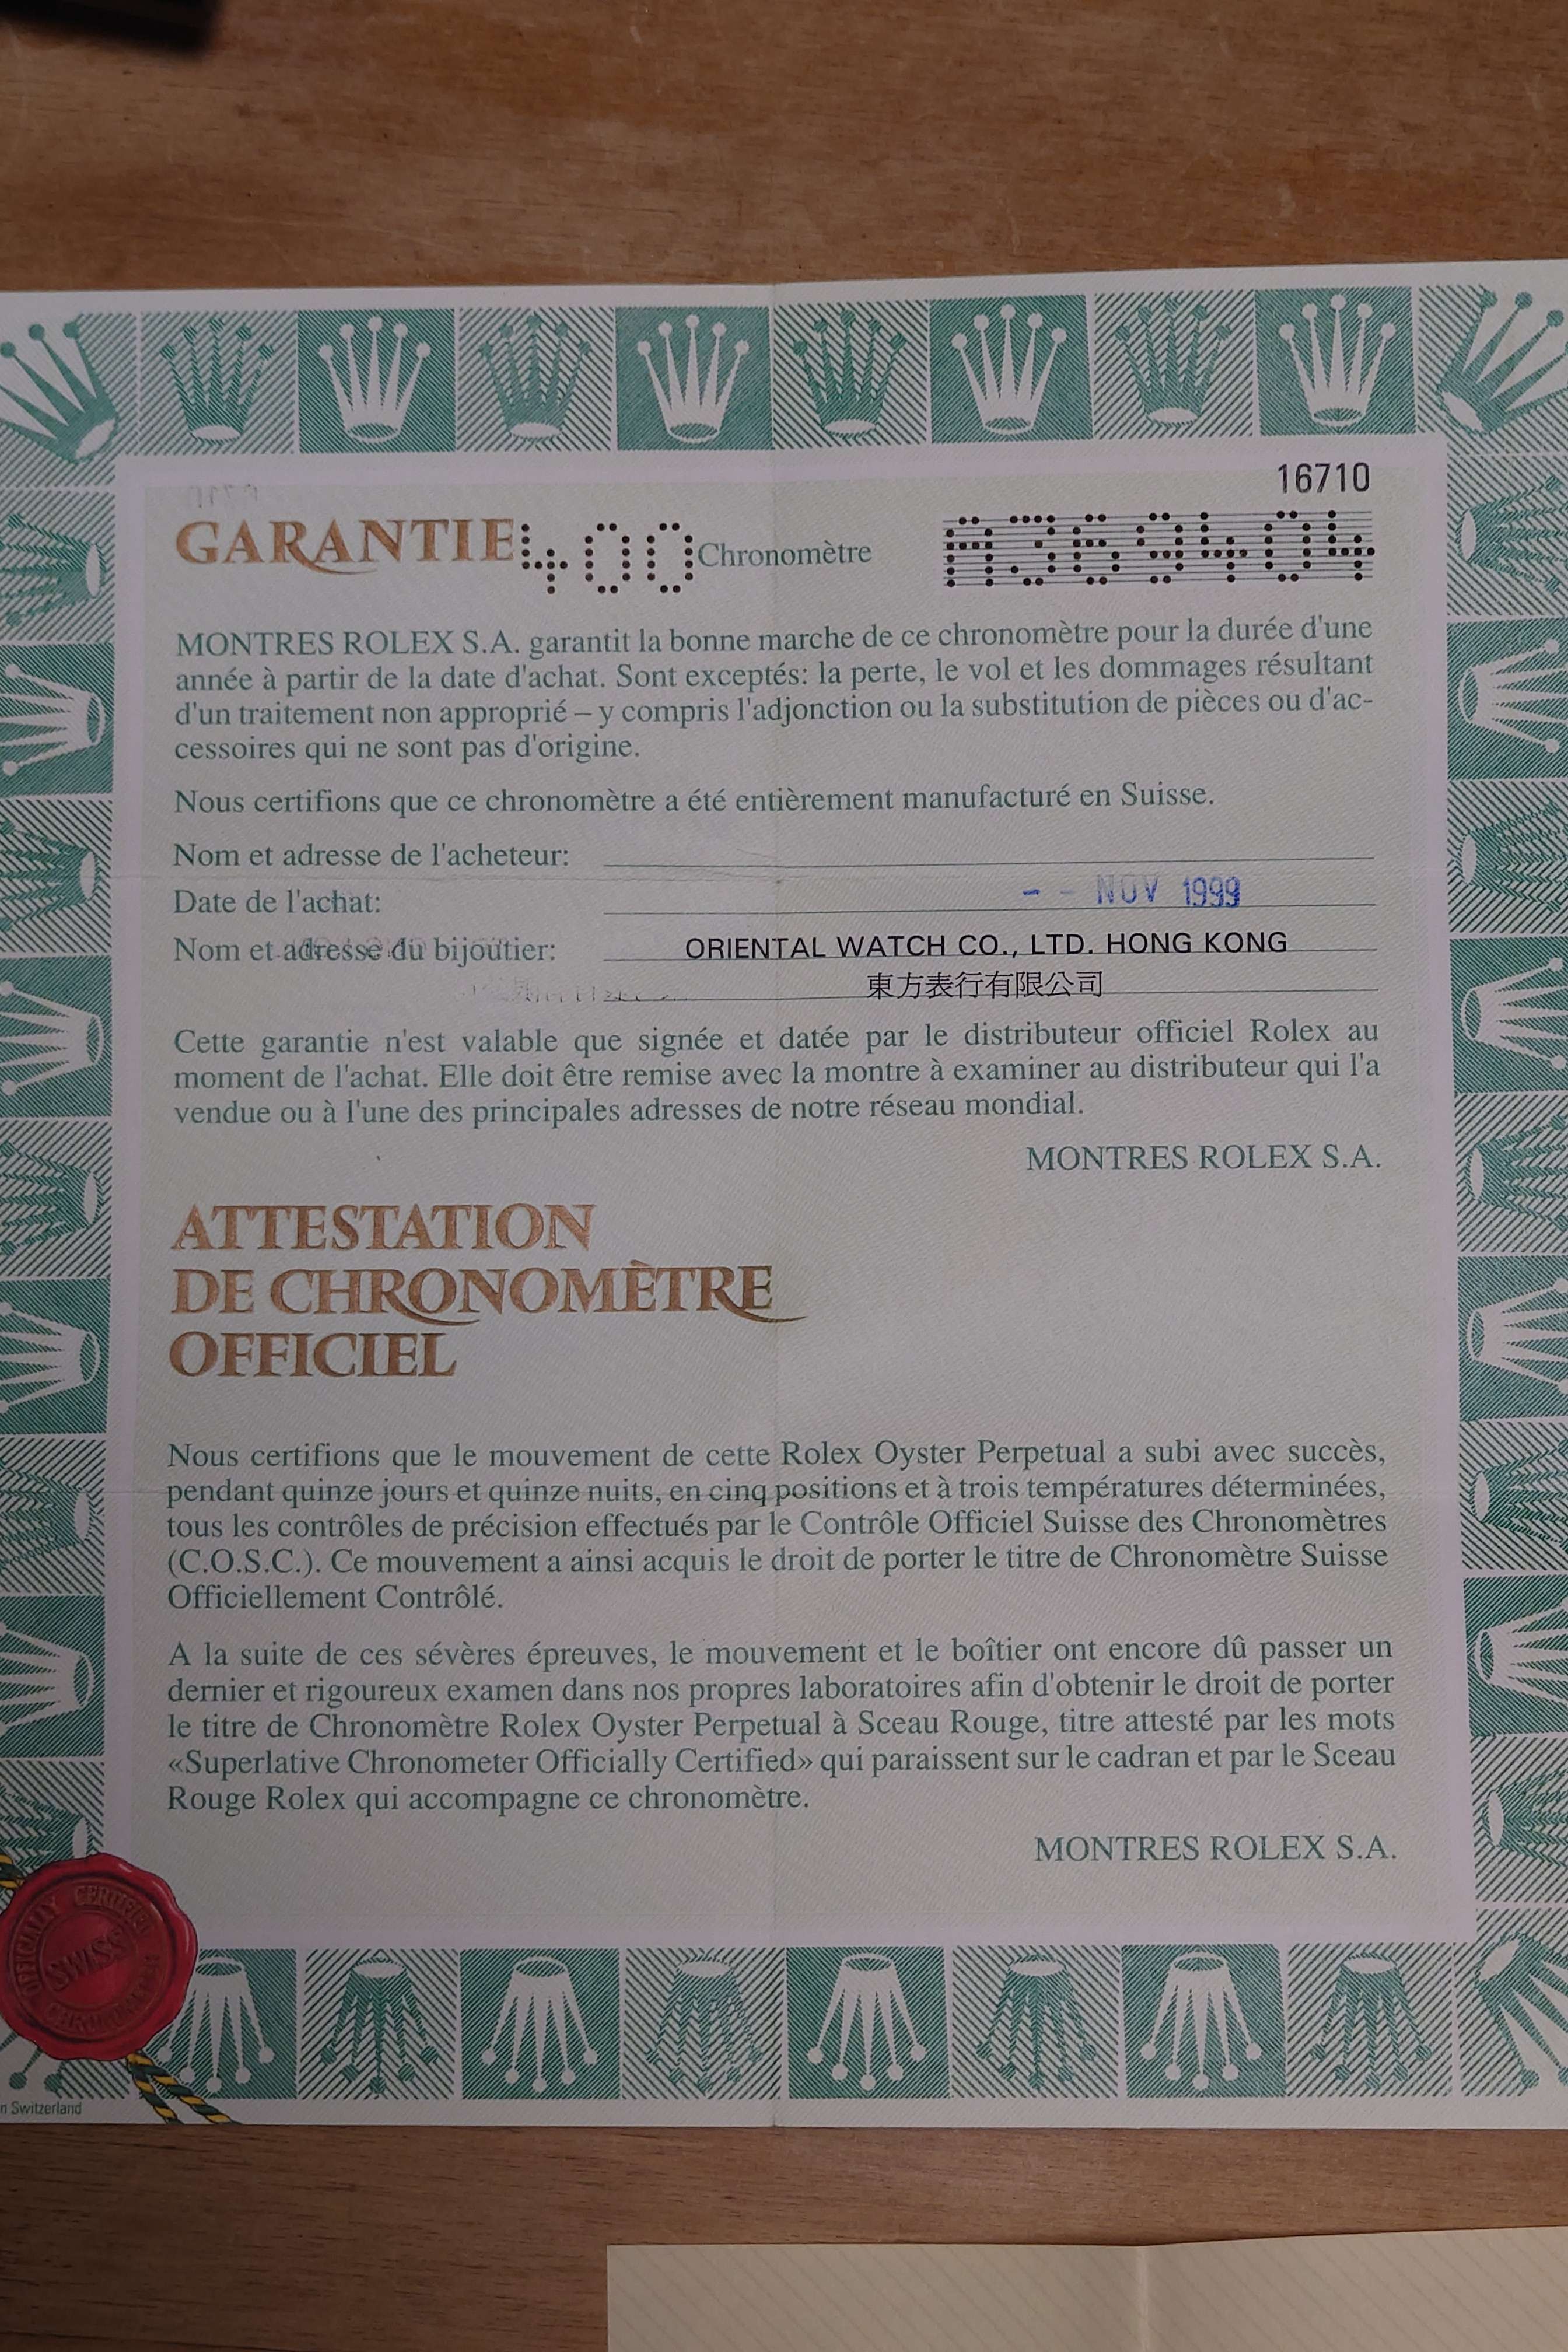 16710
GARANTIE 400 Chronomètre A369404
MONTRES ROLEX S.A. garantit la bonne marche de ce chronomètre pour la durée d'une
année à partir de la date d'achat. Sont exceptés: la perte, le vol et les dommages résultant
d'un traitement non approprié – y compris l'adjonction ou la substitution de pièces ou d'ac-
cessoires qui ne sont pas d'origine.
Nous certifions que ce chronomètre a été entièrement manufacturé en Suisse.
Nom et adresse de l'acheteur:
Date de l'achat: - - NOV 1999
Nom et adresse du bijoutier: ORIENTAL WATCH CO., LTD. HONG KONG
東方表行有限公司
Cette garantie n'est valable que signée et datée par le distributeur officiel Rolex au
moment de l'achat. Elle doit être remise avec la montre à examiner au distributeur qui l'a
vendue ou à l'une des principales adresses de notre réseau mondial.
MONTRES ROLEX S.A.
ATTESTATION
DE CHRONOMÈTRE
OFFICIEL
Nous certifions que le mouvement de cette Rolex Oyster Perpetual a subi avec succès,
pendant quinze jours et quinze nuits, en cinq positions et à trois températures déterminées,
tous les contrôles de précision effectués par le Contrôle Officiel Suisse des Chronomètres
(C.O.S.C.). Ce mouvement a ainsi acquis le droit de porter le titre de Chronomètre Suisse
Officiellement Contrôlé.
A la suite de ces sévères épreuves, le mouvement et le boîtier ont encore dû passer un
dernier et rigoureux examen dans nos propres laboratoires afin d'obtenir le droit de porter
le titre de Chronomètre Rolex Oyster Perpetual à Sceau Rouge, titre attesté par les mots
«Superlative Chronometer Officially Certified» qui paraissent sur le cadran et par le Sceau
Rouge Rolex qui accompagne ce chronomètre.
MONTRES ROLEX S.A.
OFFICIALLY CERTIFIED
SWISS
CHRONOMETER
n Switzerland